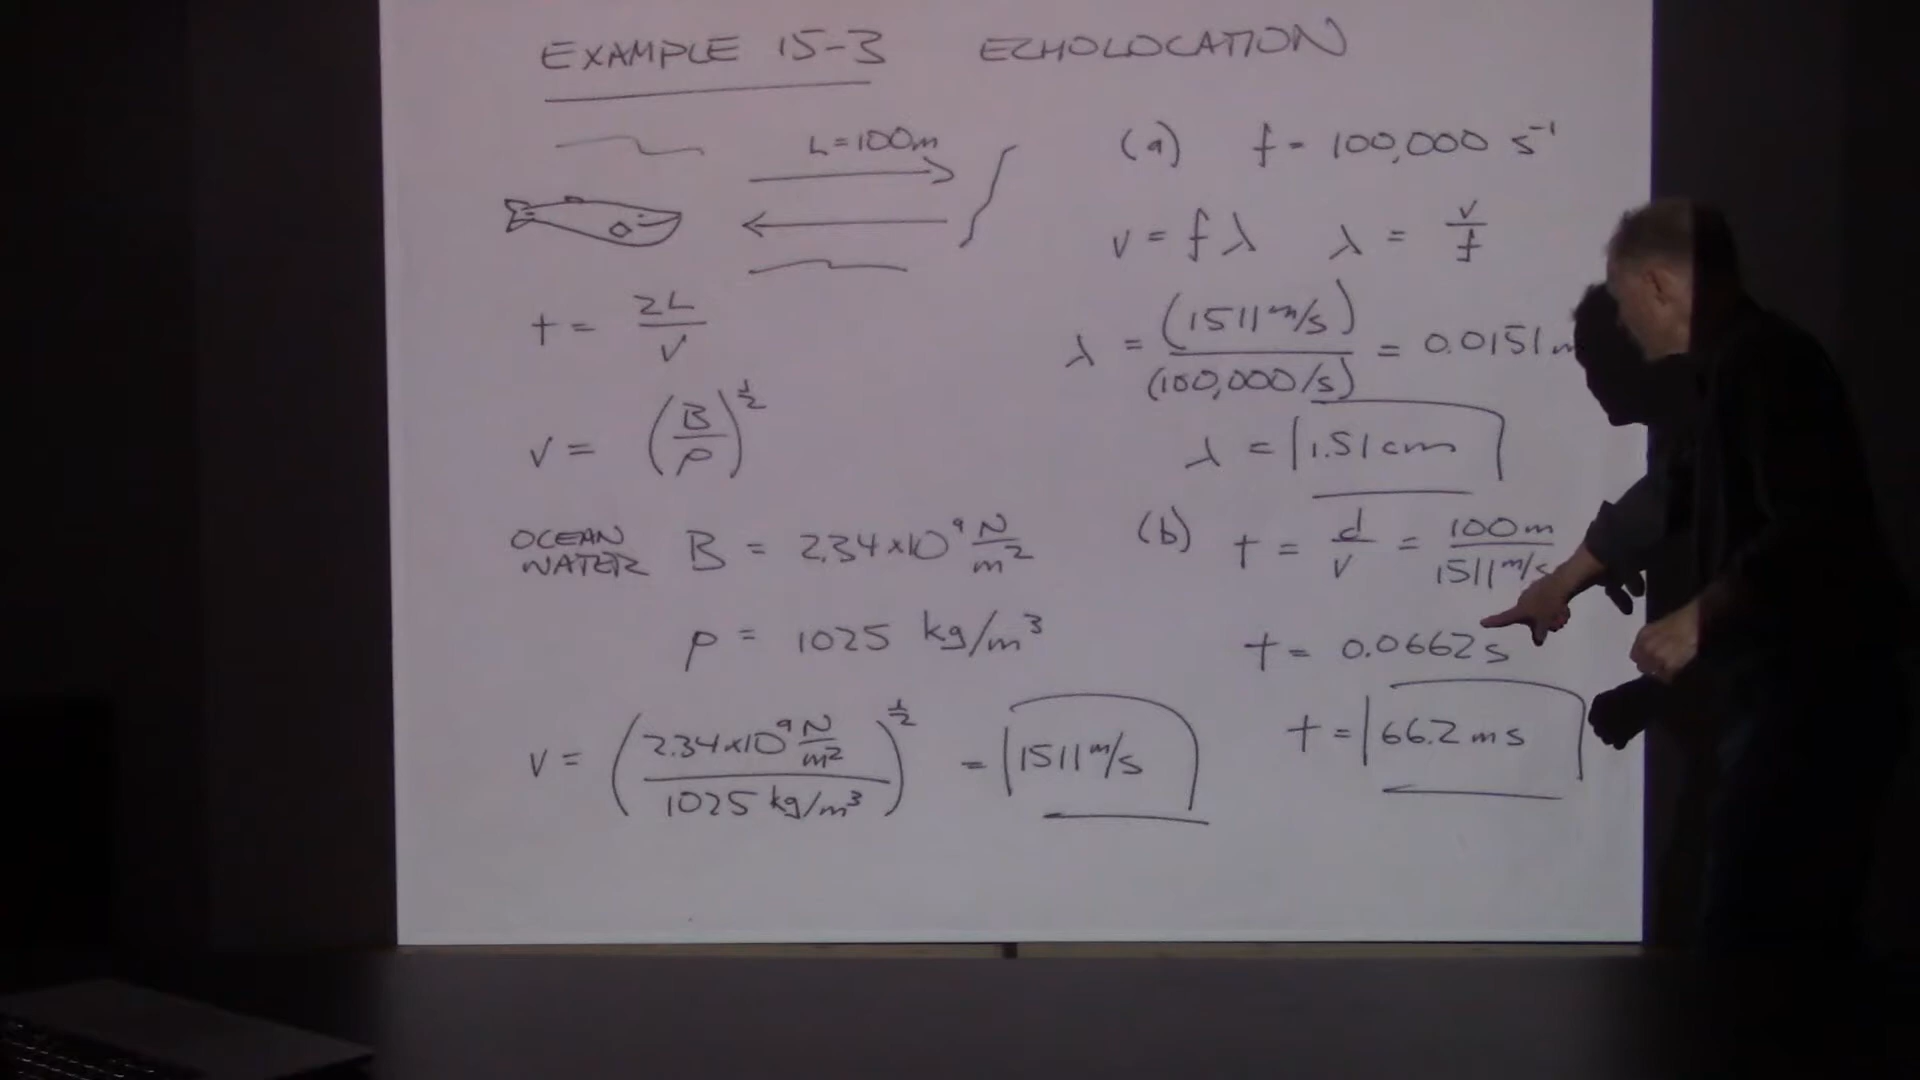 EXAMPLE 15-3 ECHOLOCATION
L = 100m
t = 2L/v
v = (B/ρ)^½
OCEAN WATER B = 2.34×10⁹ N/m²
ρ = 1025 kg/m³
v = (2.34×10⁹ N/m² / 1025 kg/m³)^½ = 1511 m/s
(a) f = 100,000 s⁻¹
v = fλ λ = v/f
λ = (1511 m/s)/(100,000/s) = 0.0151 m
λ = 1.51 cm
(b) t = d/v = 100m/1511 m/s
t = 0.0662 s
t = 66.2 ms